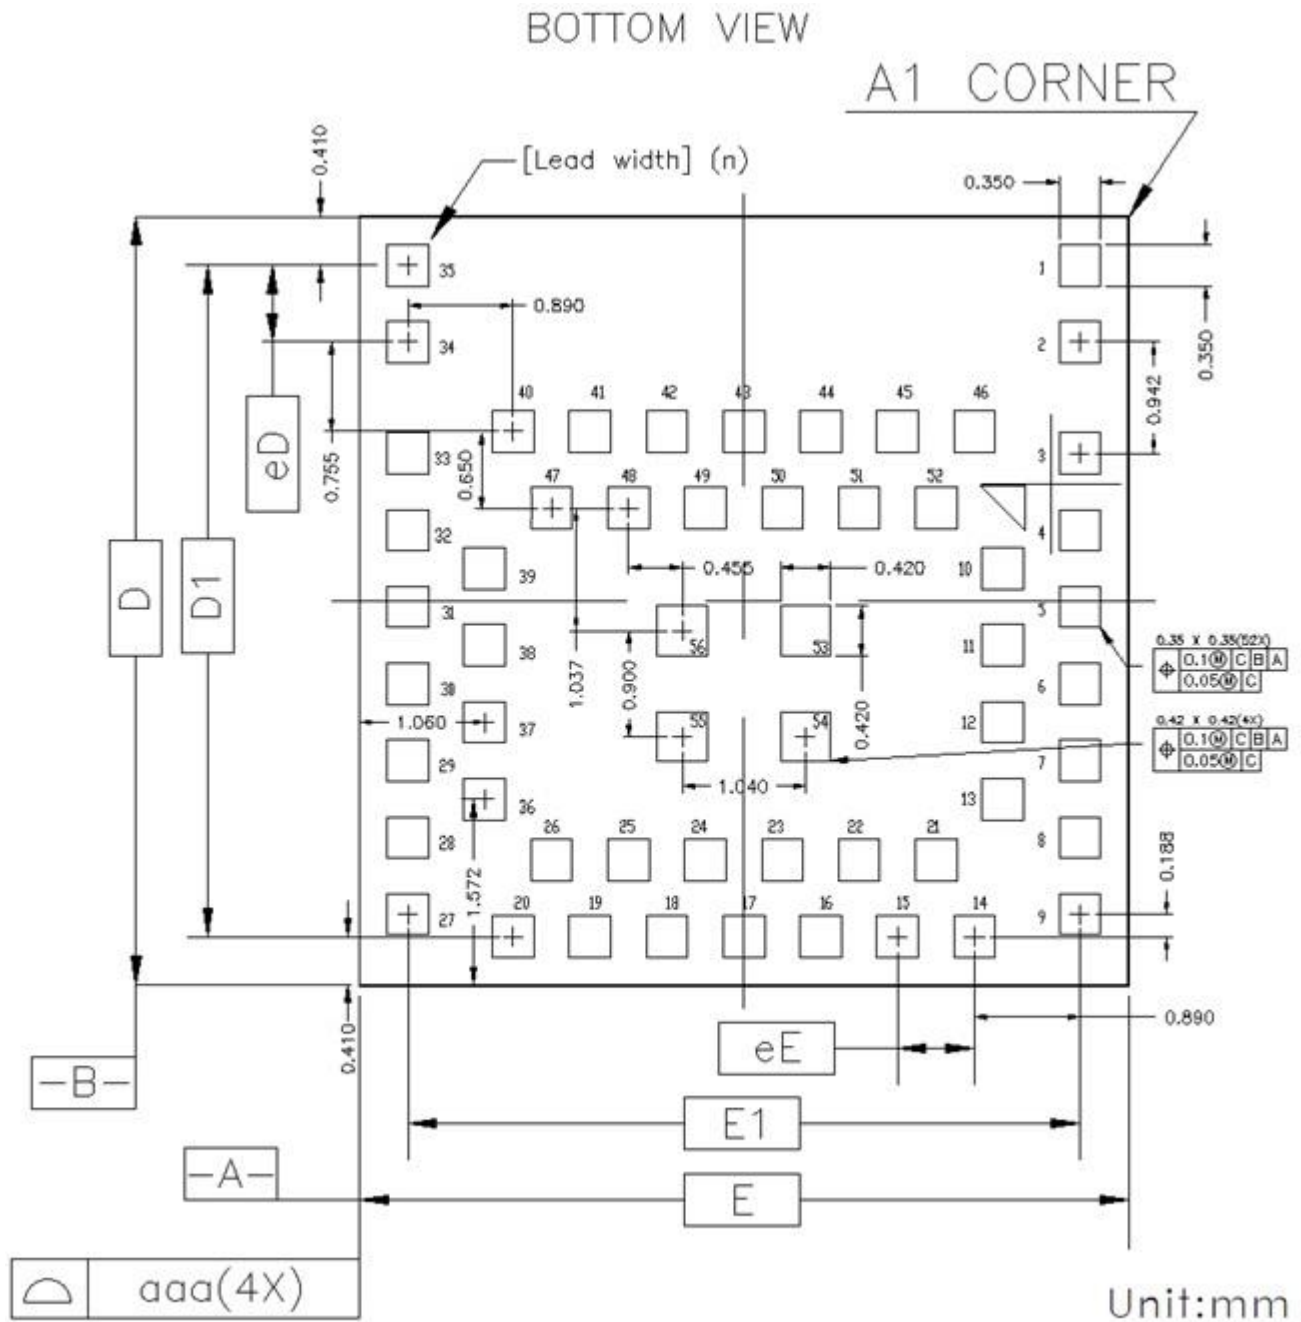 BOTTOM VIEW
A1 CORNER
0.410
[Lead width] (n)
0.350
35
1
0.890
34
2
0.350
0.942
eD
0.755
40 41 42 43 44 45 46
33
3
0.650
47 48 49 50 51 52
32
4
39
0.455
0.420
10
D
D1
31
5
56
53
0.35 X 0.35(52X)
0.1Ⓜ C B A
0.05Ⓜ C
38
11
1.037
0.900
30
6
0.420
1.060
37
55
54
12
0.42 X 0.42(4X)
0.1Ⓜ C B A
0.05Ⓜ C
29
7
1.040
36
13
26 25 24 23 22 21
28
8
0.188
1.572
20 19 18 17 16 15 14
27
9
0.410
0.890
eE
-B-
E1
-A-
E
aaa(4X)
Unit:mm